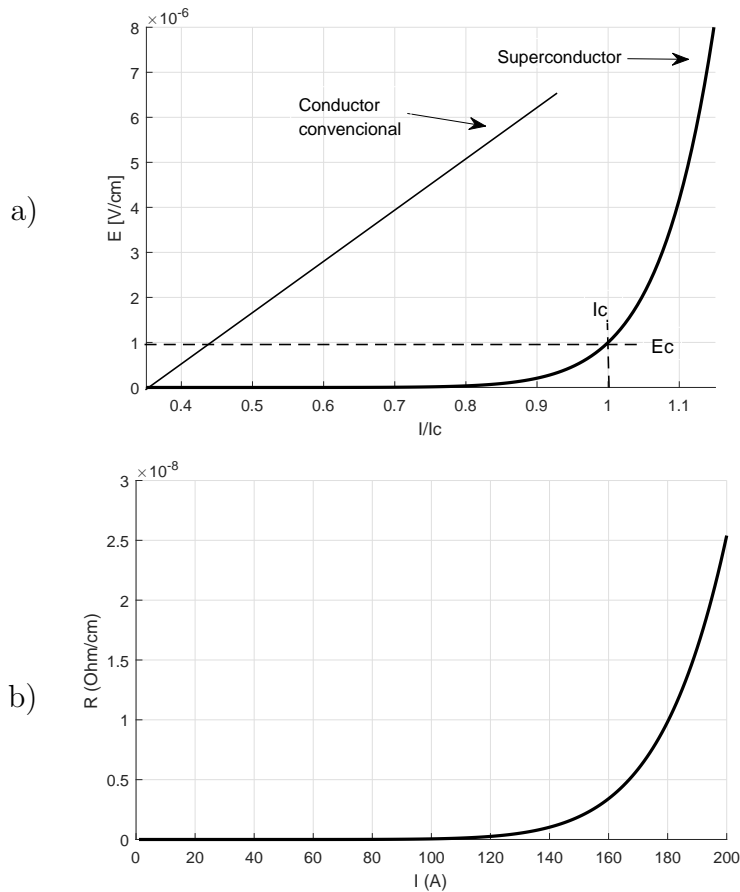 a)
×10-6
8
7
6
5
4
3
2
1
0
E [V/cm]
Superconductor
Conductor
convencional
Ic
Ec
0.4 0.5 0.6 0.7 0.8 0.9 1 1.1
I/Ic
b)
×10-8
3
2.5
2
1.5
1
0.5
0
R (Ohm/cm)
0 20 40 60 80 100 120 140 160 180 200
I (A)